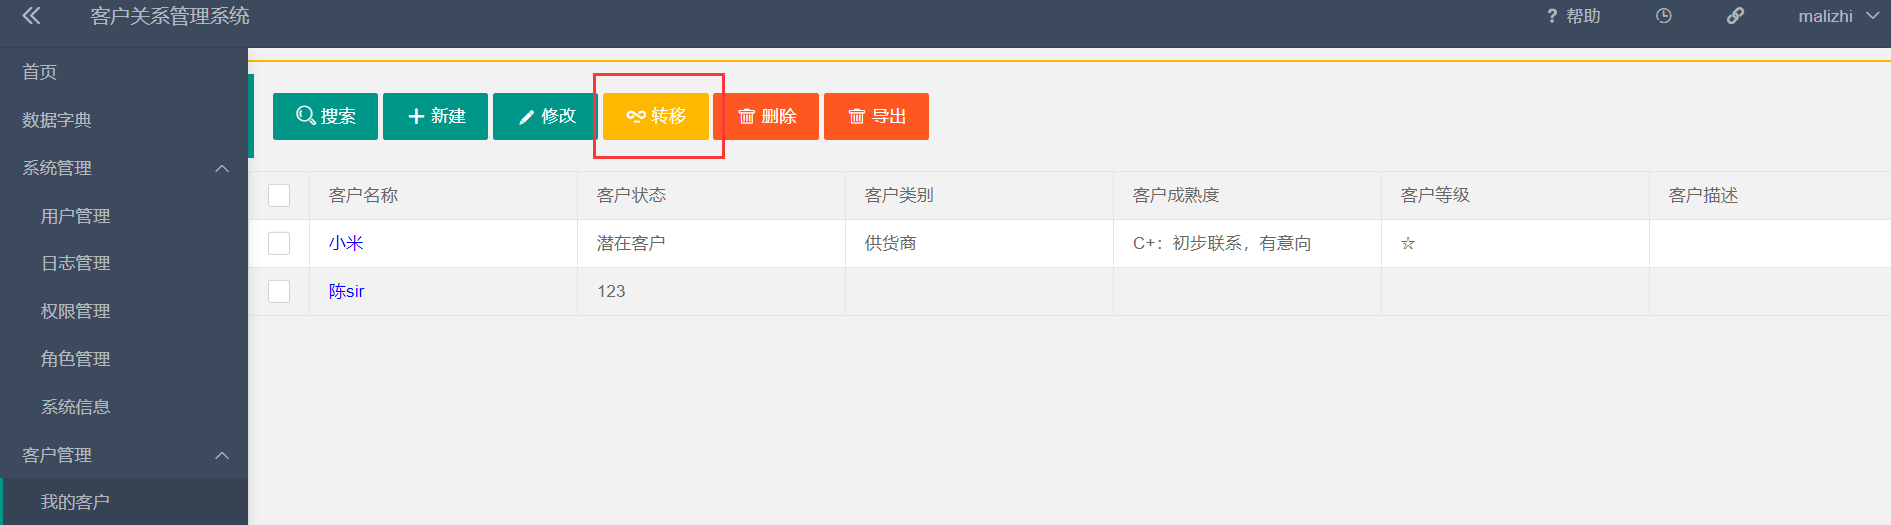 客户关系管理系统
? 帮助
malizhi
首页
数据字典
系统管理
用户管理
日志管理
权限管理
角色管理
系统信息
客户管理
我的客户
搜索 新建 修改 转移 删除 导出
客户名称 客户状态 客户类别 客户成熟度 客户等级 客户描述
小米 潜在客户 供货商 C+：初步联系，有意向 ☆
陈sir 123